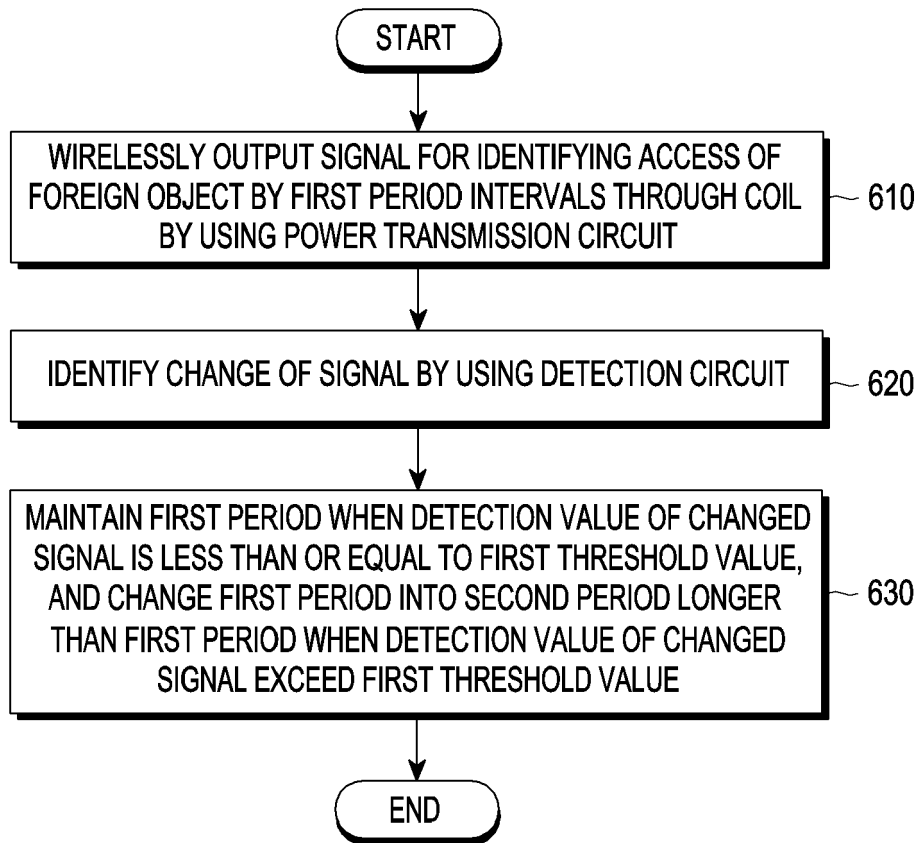 START
WIRELESSLY OUTPUT SIGNAL FOR IDENTIFYING ACCESS OF
FOREIGN OBJECT BY FIRST PERIOD INTERVALS THROUGH COIL
BY USING POWER TRANSMISSION CIRCUIT
610
IDENTIFY CHANGE OF SIGNAL BY USING DETECTION CIRCUIT
620
MAINTAIN FIRST PERIOD WHEN DETECTION VALUE OF CHANGED
SIGNAL IS LESS THAN OR EQUAL TO FIRST THRESHOLD VALUE,
AND CHANGE FIRST PERIOD INTO SECOND PERIOD LONGER
THAN FIRST PERIOD WHEN DETECTION VALUE OF CHANGED
SIGNAL EXCEED FIRST THRESHOLD VALUE
630
END